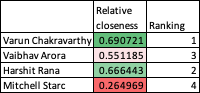 Relative closeness Ranking
Varun Chakravarthy 0.690721 1
Vaibhav Arora 0.551185 3
Harshit Rana 0.666443 2
Mitchell Starc 0.264969 4